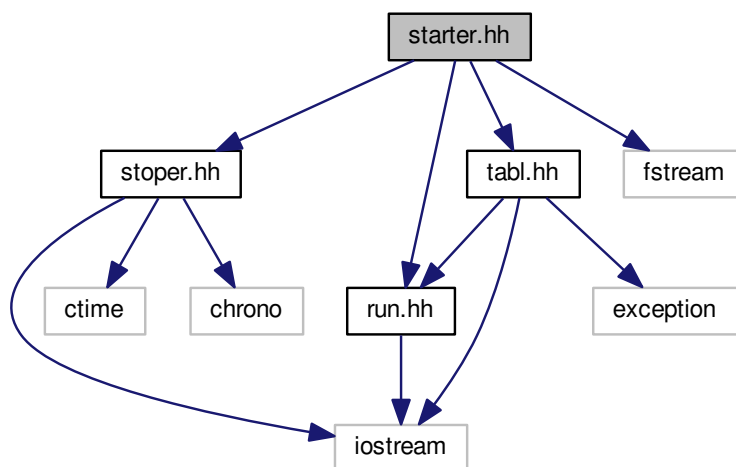 starter.hh
stoper.hh
tabl.hh
fstream
ctime
chrono
run.hh
exception
iostream